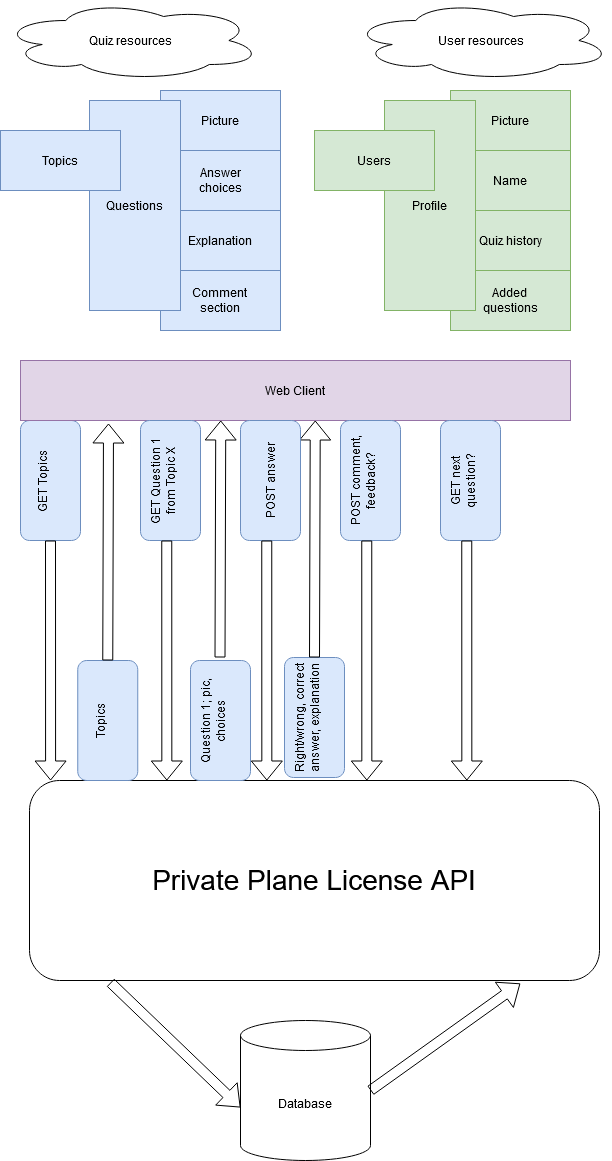 Quiz resources
User resources
Picture
Topics
Answer
choices
Questions
Explanation
Comment
section
Picture
Users
Name
Profile
Quiz history
Added
questions
Web Client
GET Topics
GET Question 1
from Topic X
POST answer
POST comment,
feedback?
GET next
question?
Topics
Question 1; pic,
choices
Right/wrong, correct
answer, explanation
Private Plane License API
Database